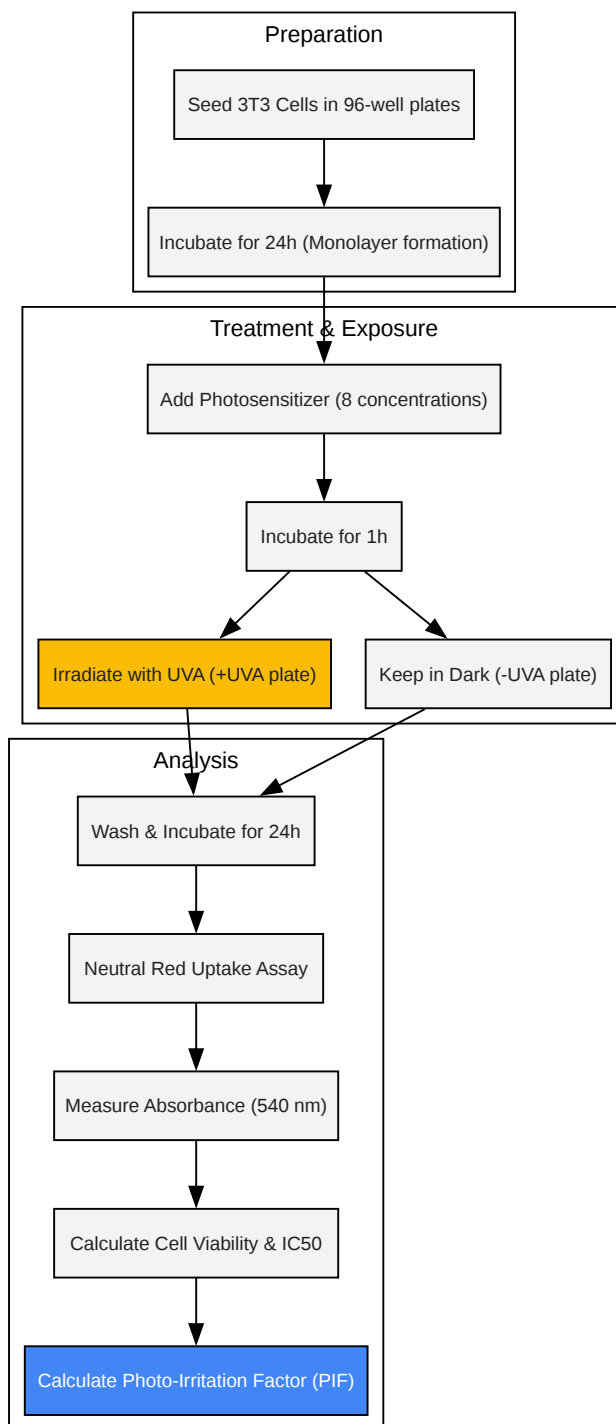 Preparation
Seed 3T3 Cells in 96-well plates
Incubate for 24h (Monolayer formation)
Treatment & Exposure
Add Photosensitizer (8 concentrations)
Incubate for 1h
Irradiate with UVA (+UVA plate)
Keep in Dark (-UVA plate)
Analysis
Wash & Incubate for 24h
Neutral Red Uptake Assay
Measure Absorbance (540 nm)
Calculate Cell Viability & IC50
Calculate Photo-Irritation Factor (PIF)